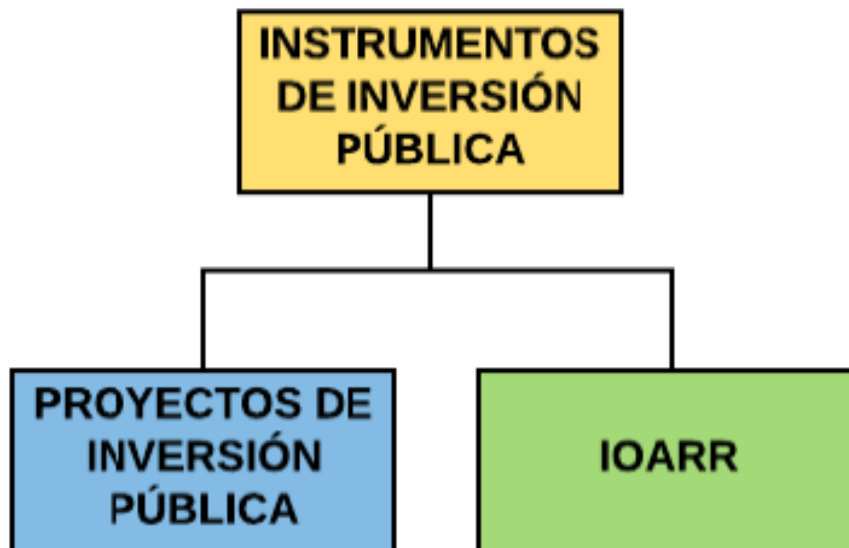 INSTRUMENTOS
DE INVERSIÓN
PÚBLICA
PROYECTOS DE
INVERSIÓN
PÚBLICA
IOARR